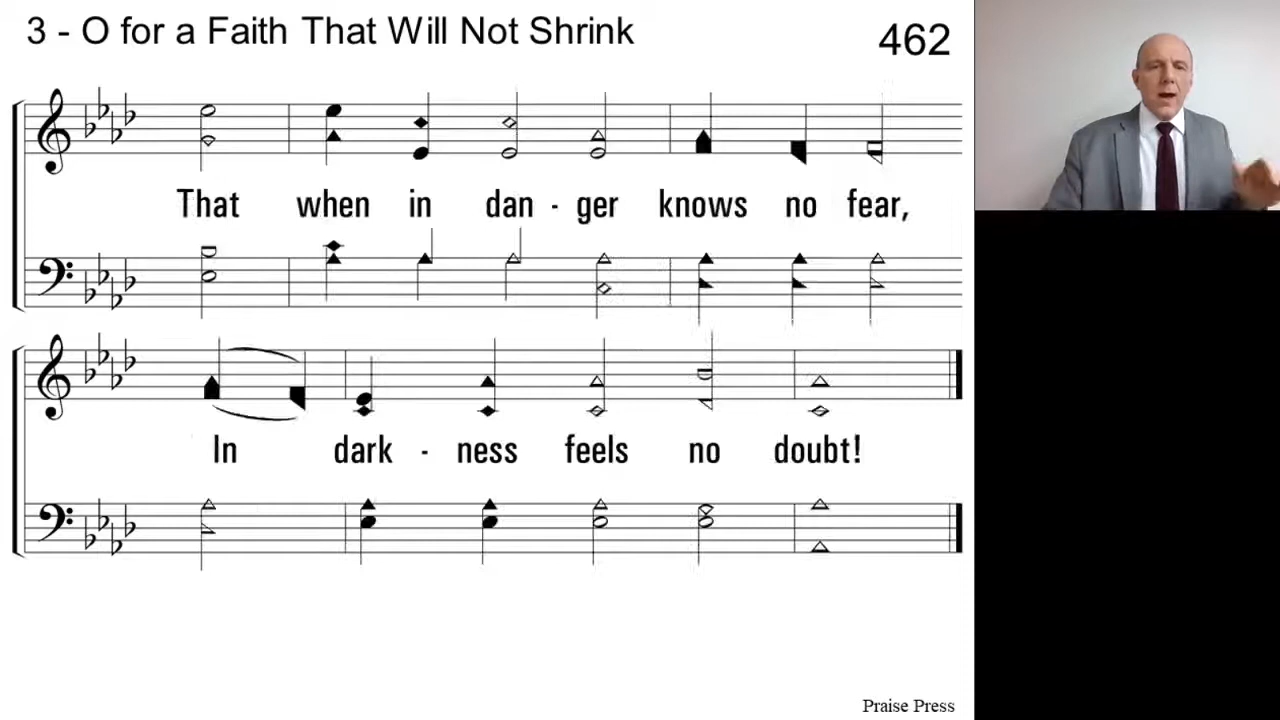 3 - O for a Faith That Will Not Shrink
462
That when in dan - ger knows no fear,
In dark - ness feels no doubt!
Praise Press